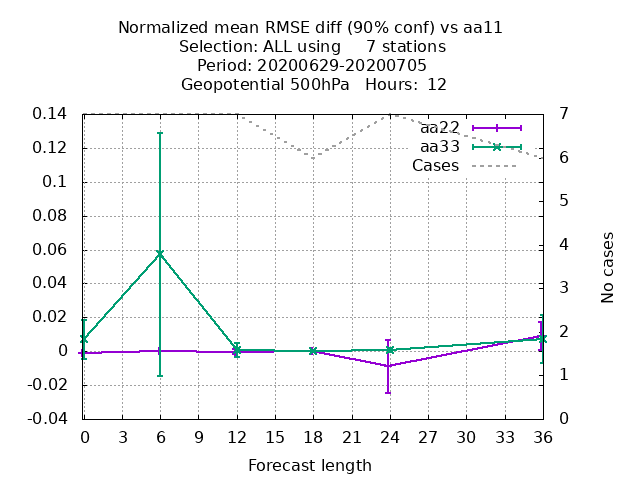 Normalized mean RMSE diff (90% conf) vs aa11
Selection: ALL using     7 stations
Period: 20200629-20200705
Geopotential 500hPa   Hours:  12
0.14
0.12
0.1
0.08
0.06
0.04
0.02
0
-0.02
-0.04
aa22
aa33
Cases
7
6
5
4
3
2
1
0
No cases
0 3 6 9 12 15 18 21 24 27 30 33 36
Forecast length